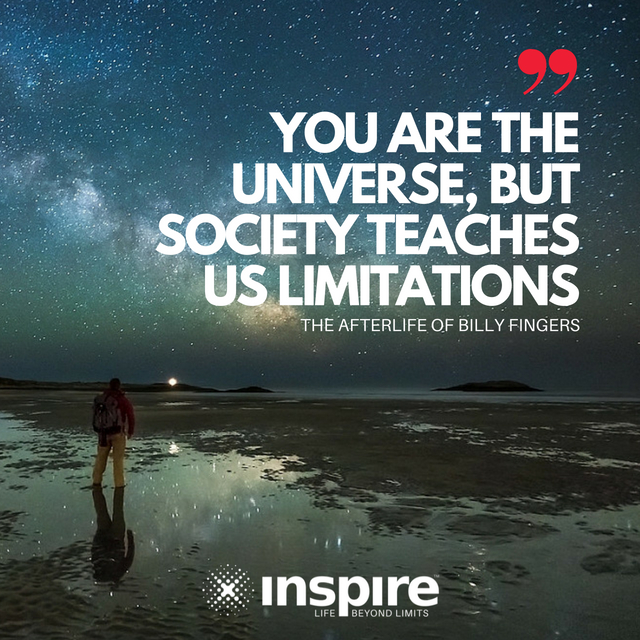 ”
YOU ARE THE
UNIVERSE, BUT
SOCIETY TEACHES
US LIMITATIONS
THE AFTERLIFE OF BILLY FINGERS
inspire
LIFE BEYOND LIMITS